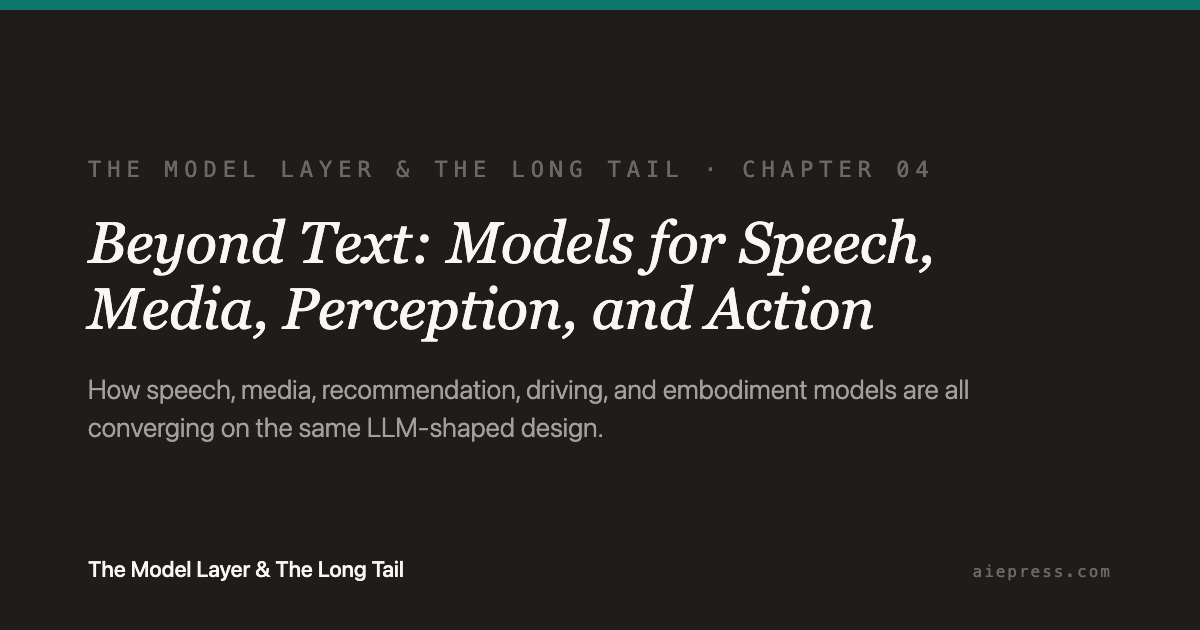 THE MODEL LAYER & THE LONG TAIL · CHAPTER 04
Beyond Text: Models for Speech,
Media, Perception, and Action
How speech, media, recommendation, driving, and embodiment models are all
converging on the same LLM-shaped design.
The Model Layer & The Long Tail
aiepress.com